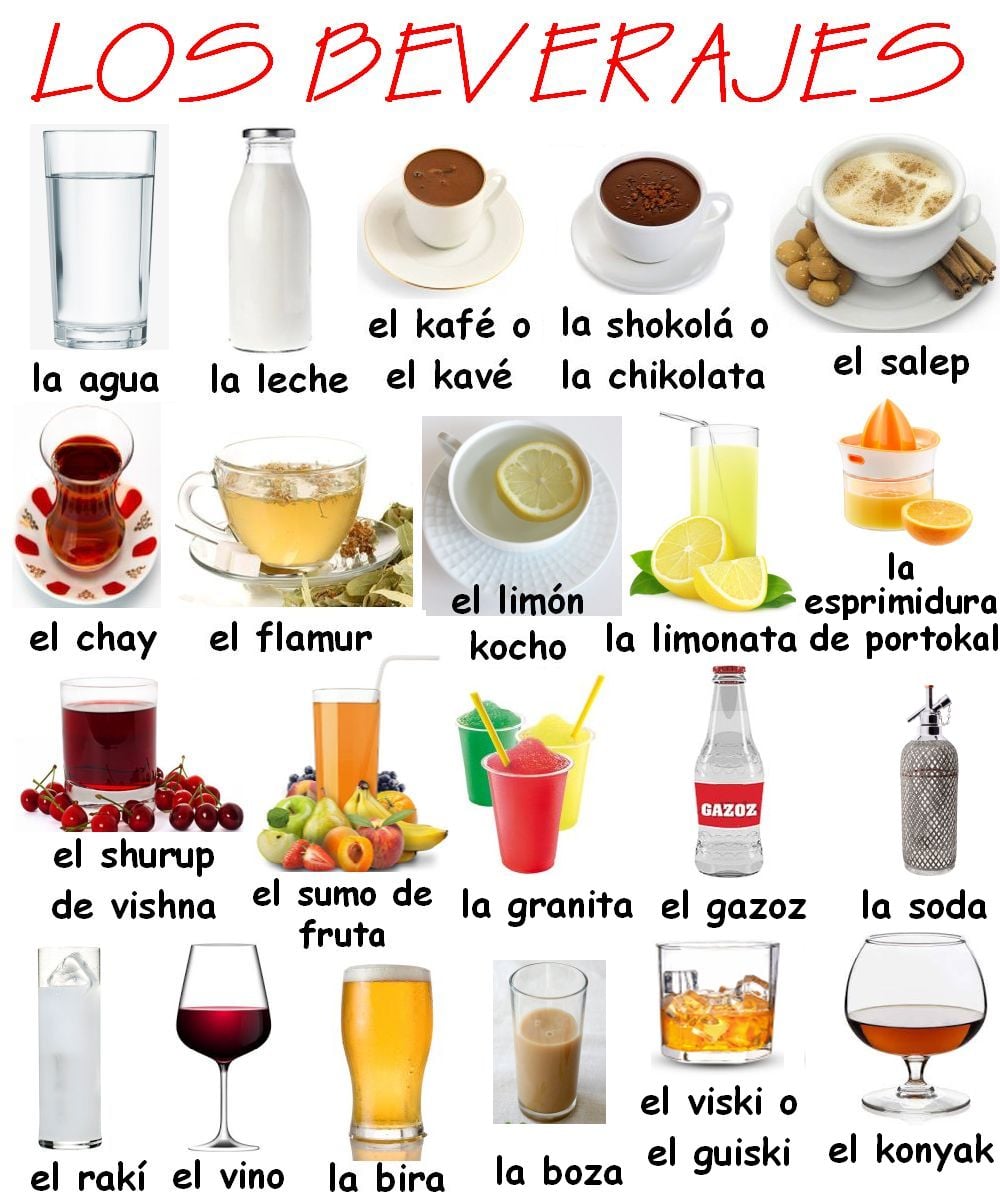 LOS BEVERAJES
la agua
la leche
el kafé o
el kavé
la shokolá o
la chikolata
el salep
el chay
el flamur
el limón
kocho
la limonata
la
esprimidura
de portokal
el shurup
de vishna
el sumo de
fruta
la granita
GAZOZ
el gazoz
la soda
el rakí
el vino
la bira
la boza
el viski o
el guiski
el konyak